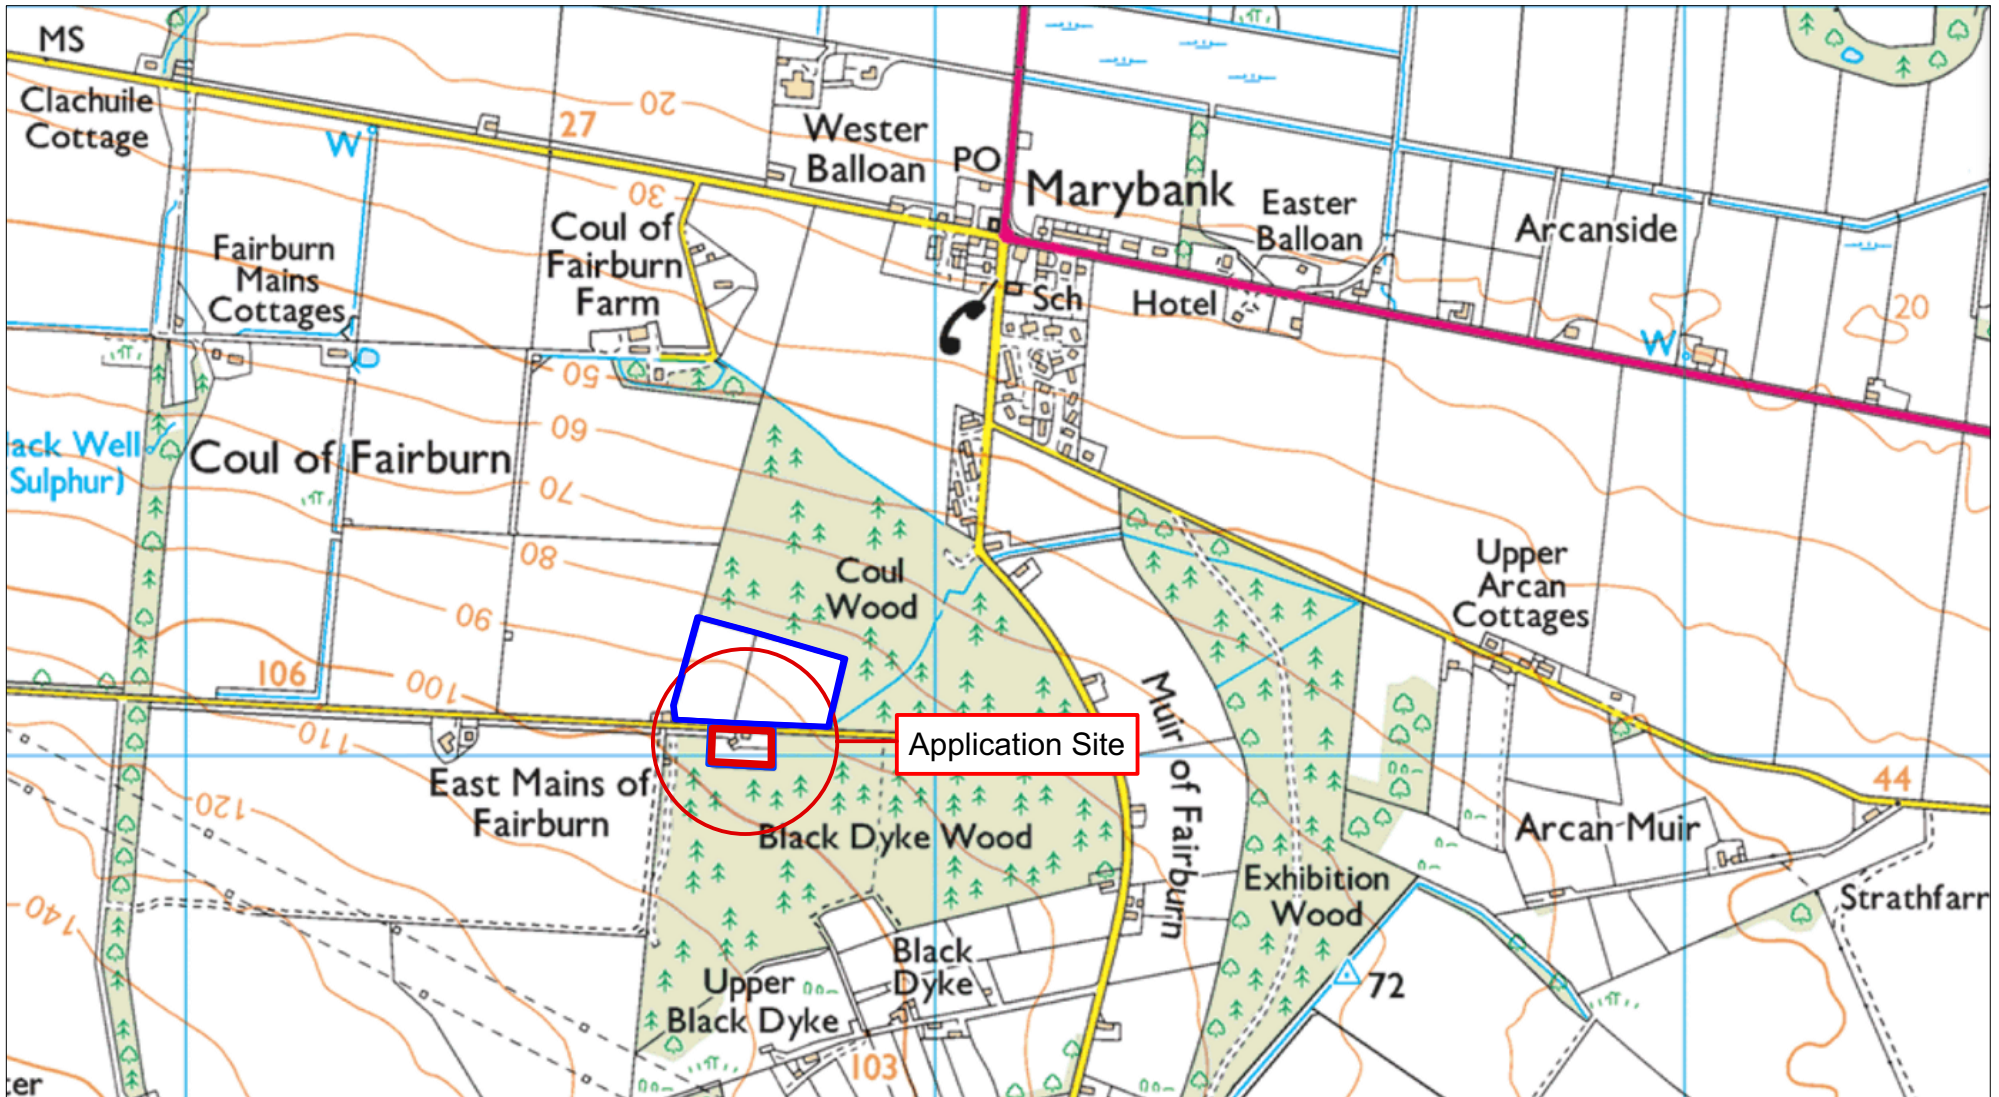 MS
Clachuile
Cottage
W
27
20
Wester
Balloan
PO
Marybank
30
Coul of
Fairburn
Farm
Fairburn
Mains
Cottages
Easter
Balloan
Arcanside
Sch
Hotel
W
20
50
60
70
80
90
100
110
120
140
lack Well
Sulphur)
Coul of Fairburn
Coul
Wood
Upper
Arcan
Cottages
106
Application Site
Muir of Fairburn
East Mains of
Fairburn
Black Dyke Wood
44
Arcan Muir
Exhibition
Wood
Strathfarr
Black
Dyke
Upper
Black Dyke
72
103
ter